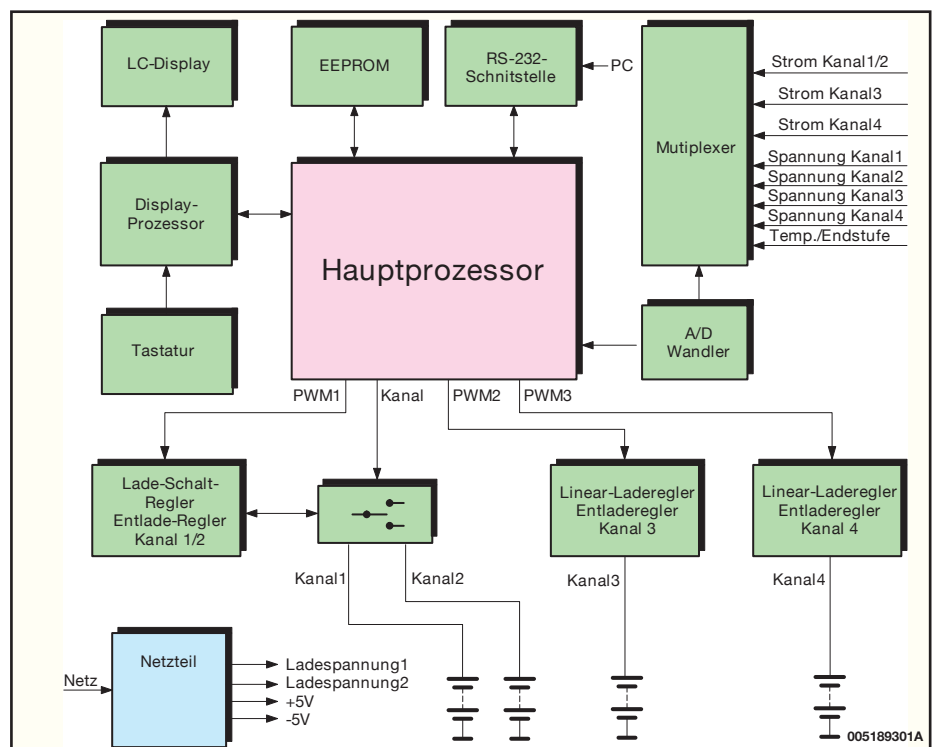 LC-Display
EEPROM
RS-232-
Schnitstelle
PC
Mutiplexer
Strom Kanal1/2
Strom Kanal3
Strom Kanal4
Spannung Kanal1
Spannung Kanal2
Spannung Kanal3
Spannung Kanal4
Temp./Endstufe
Display-
Prozessor
Hauptprozessor
Tastatur
A/D
Wandler
PWM1
Kanal
PWM2
PWM3
Lade-Schalt-
Regler
Entlade-Regler
Kanal 1/2
Linear-Laderegler
Entladeregler
Kanal 3
Linear-Laderegler
Entladeregler
Kanal 4
Kanal1
Kanal2
Kanal3
Kanal4
Netz
Netzteil
Ladespannung1
Ladespannung2
+5V
-5V
005189301A